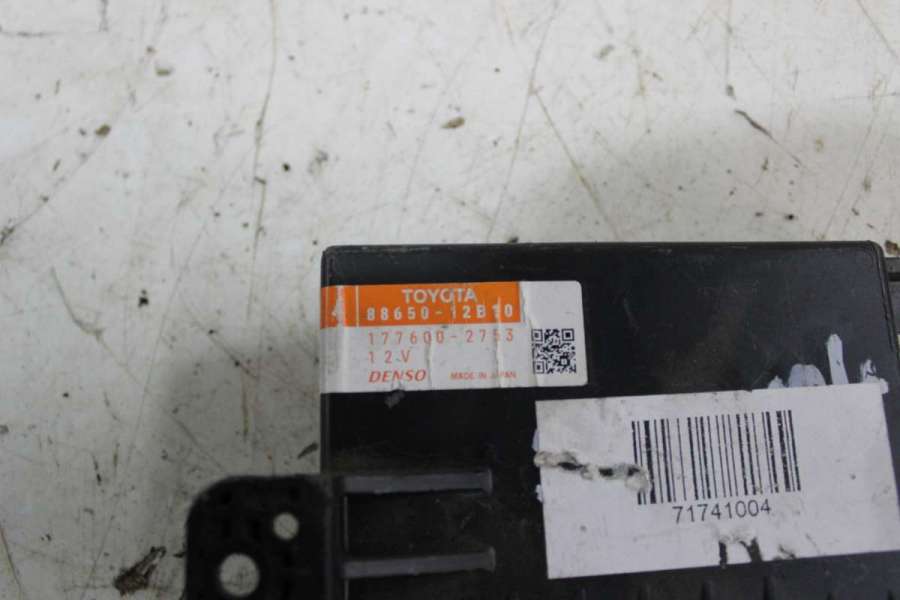 TOYOTA
88650-12B10
177600-2753
12V
DENSO MADE IN JAPAN
71741004